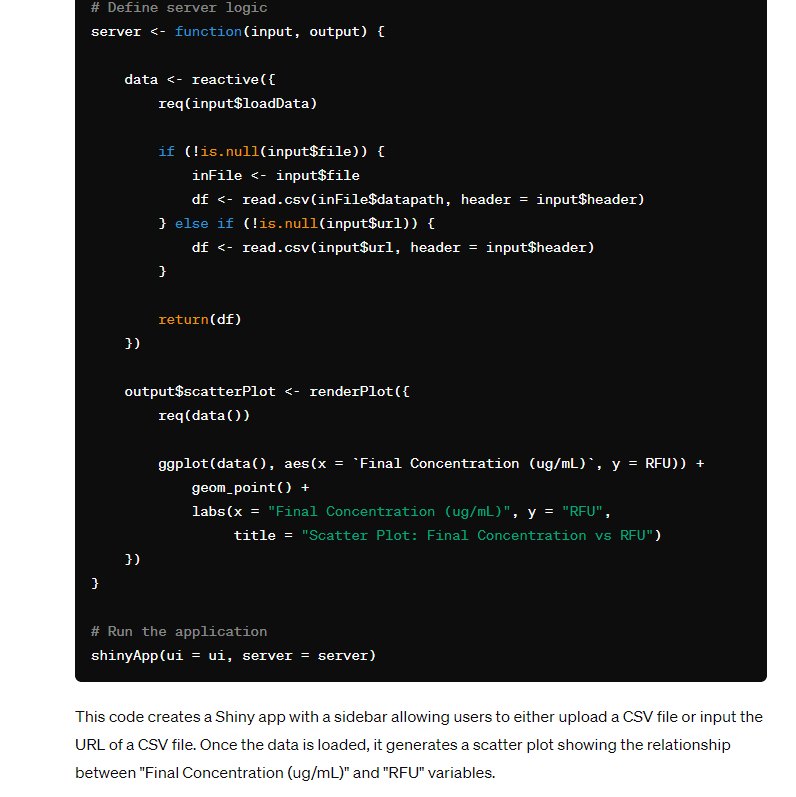 # Define server logic
server <- function(input, output) {
    data <- reactive({
        req(input$loadData)
        if (!is.null(input$file)) {
            inFile <- input$file
            df <- read.csv(inFile$datapath, header = input$header)
        } else if (!is.null(input$url)) {
            df <- read.csv(input$url, header = input$header)
        }
        return(df)
    })
    output$scatterPlot <- renderPlot({
        req(data())
        ggplot(data(), aes(x = `Final Concentration (ug/mL)`, y = RFU)) +
            geom_point() +
            labs(x = "Final Concentration (ug/mL)", y = "RFU",
                 title = "Scatter Plot: Final Concentration vs RFU")
    })
}
# Run the application
shinyApp(ui = ui, server = server)
This code creates a Shiny app with a sidebar allowing users to either upload a CSV file or input the
URL of a CSV file. Once the data is loaded, it generates a scatter plot showing the relationship
between "Final Concentration (ug/mL)" and "RFU" variables.